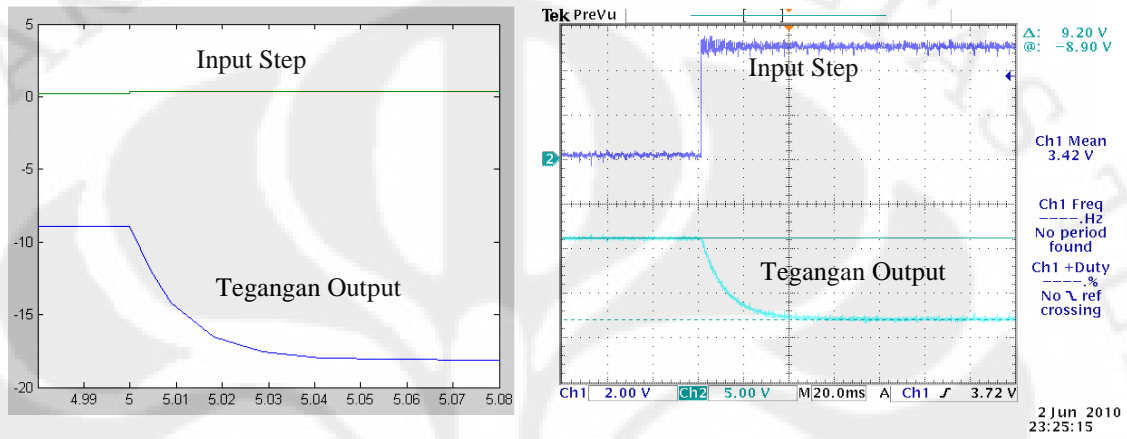 5
0
-5
-10
-15
-20
4.99 5 5.01 5.02 5.03 5.04 5.05 5.06 5.07 5.08
Input Step
Tegangan Output
Tek PreVu
Δ: 9.20 V
@: -8.90 V
Input Step
2
Ch1 Mean
3.42 V
Ch1 Freq
----.Hz
No period
found
Tegangan Output
Ch1 +Duty
----.%
No ↴ ref
crossing
Ch1 2.00 V Ch2 5.00 V M 20.0ms A Ch1 ƒ 3.72 V
2 Jun 2010
23:25:15